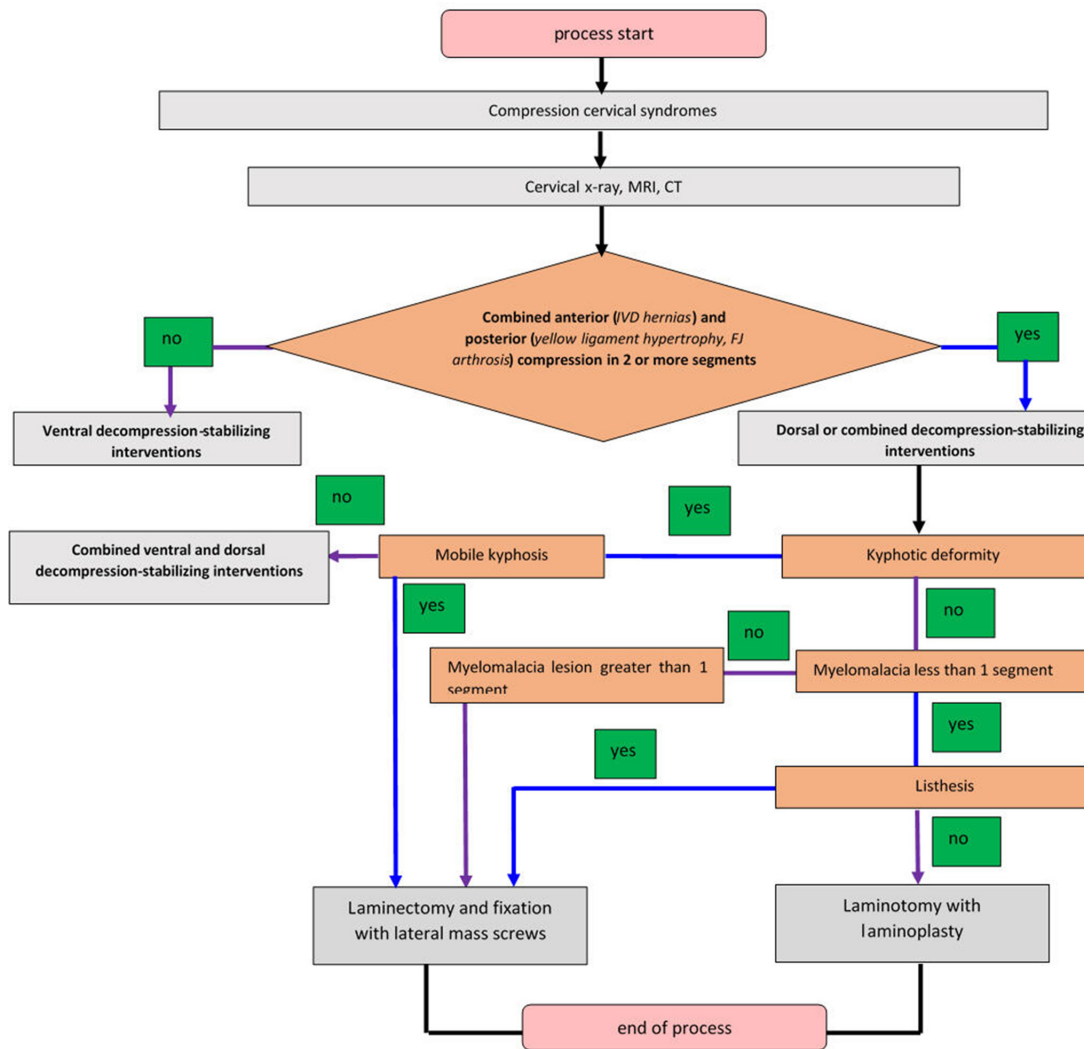 process start
Compression cervical syndromes
Cervical x-ray, MRI, CT
Combined anterior (IVD hernias) and
posterior (yellow ligament hypertrophy, FJ
arthrosis) compression in 2 or more segments
no
yes
Ventral decompression-stabilizing
interventions
Dorsal or combined decompression-stabilizing
interventions
no
yes
Combined ventral and dorsal
decompression-stabilizing interventions
Mobile kyphosis
Kyphotic deformity
yes
no
no
Myelomalacia lesion greater than 1
segment
Myelomalacia less than 1 segment
yes
yes
Listhesis
no
Laminectomy and fixation
with lateral mass screws
Laminotomy with
laminoplasty
end of process